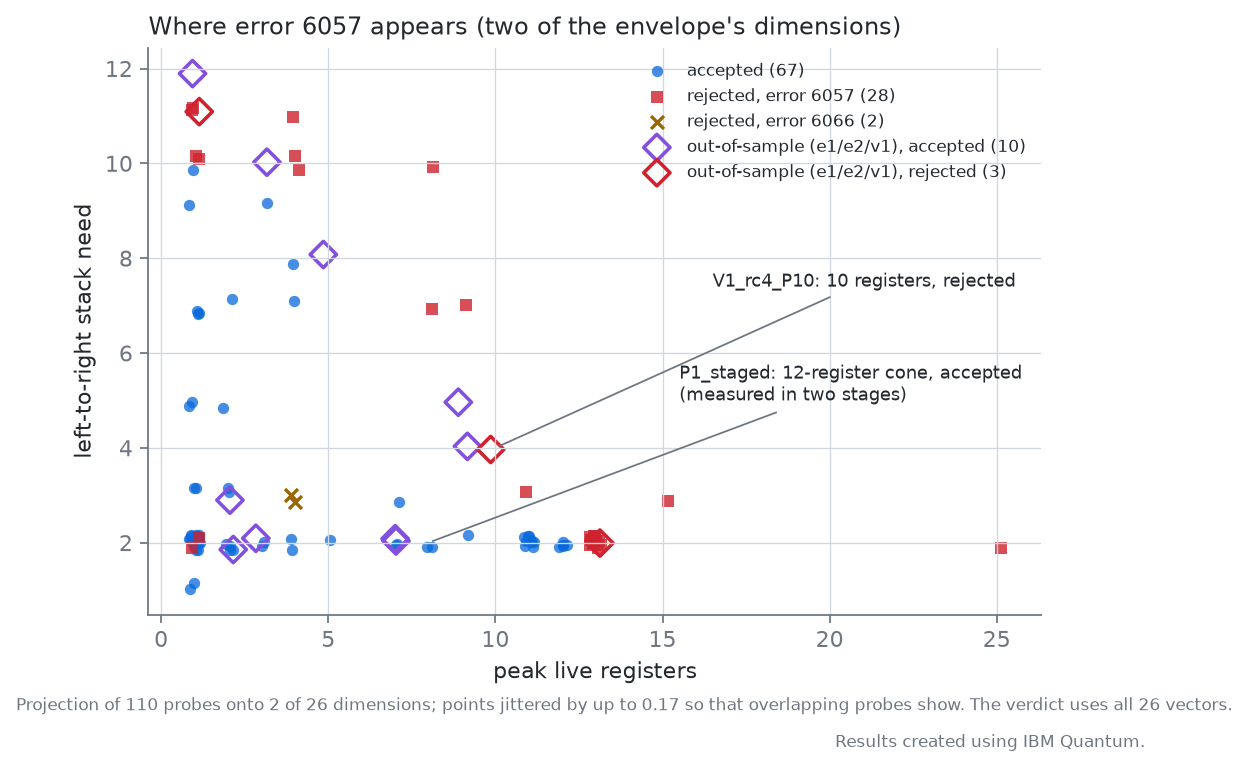 Where error 6057 appears (two of the envelope's dimensions)
accepted (67)
rejected, error 6057 (28)
rejected, error 6066 (2)
out-of-sample (e1/e2/v1), accepted (10)
out-of-sample (e1/e2/v1), rejected (3)
12
10
8
6
4
2
left-to-right stack need
V1_rc4_P10: 10 registers, rejected
P1_staged: 12-register cone, accepted
(measured in two stages)
0 5 10 15 20 25
peak live registers
Projection of 110 probes onto 2 of 26 dimensions; points jittered by up to 0.17 so that overlapping probes show. The verdict uses all 26 vectors.
Results created using IBM Quantum.